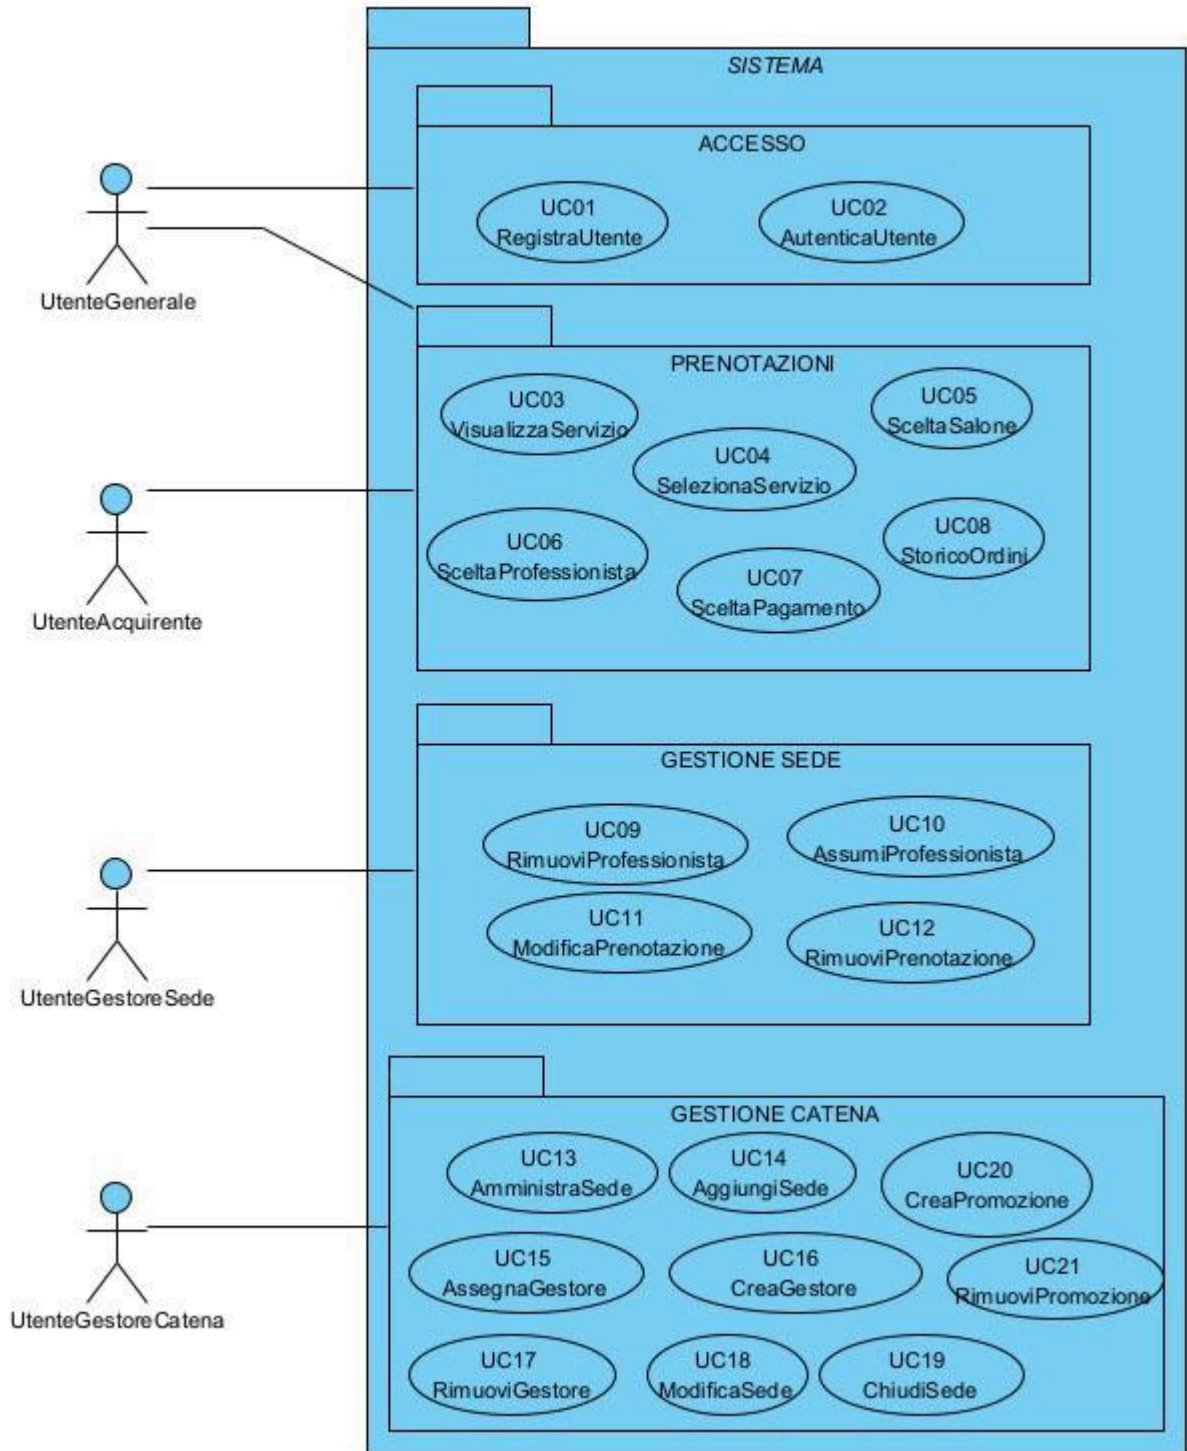 SISTEMA
ACCESSO
UC01
RegistraUtente
UC02
AutenticaUtente
UtenteGenerale
PRENOTAZIONI
UC03
VisualizzaServizio
UC04
SelezionaServizio
UC05
SceltaSalone
UC06
SceltaProfessionista
UC07
SceltaPagamento
UC08
StoricoOrdini
UtenteAcquirente
GESTIONE SEDE
UC09
RimuoviProfessionista
UC10
AssumiProfessionista
UC11
ModificaPrenotazione
UC12
RimuoviPrenotazione
UtenteGestoreSede
GESTIONE CATENA
UC13
AmministraSede
UC14
AggiungiSede
UC20
CreaPromozione
UC15
AssegnaGestore
UC16
CreaGestore
UC21
RimuoviPromozione
UtenteGestoreCatena
UC17
RimuoviGestore
UC18
ModificaSede
UC19
ChiudiSede